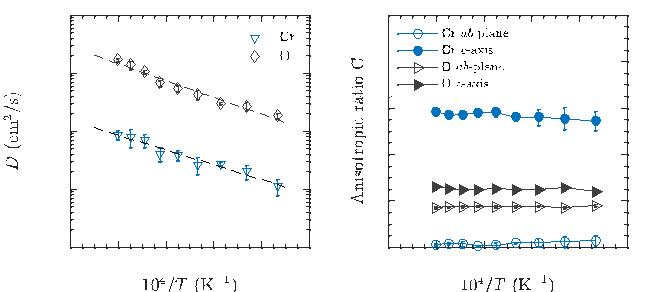 Cr
O
D (cm²/s)
10⁴/T (K⁻¹)
Cr ab-plane
Cr c-axis
O ab-plane
O c-axis
Anisotropic ratio C
10⁴/T (K⁻¹)